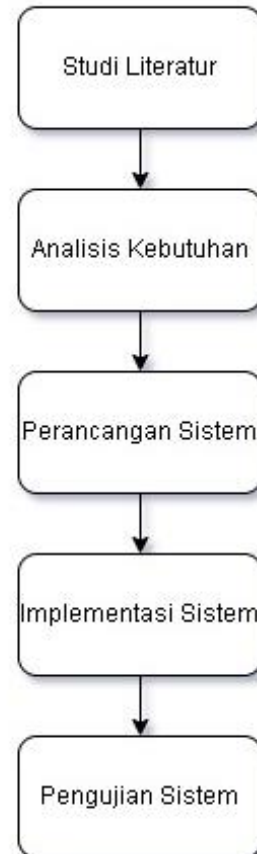 Studi Literatur
Analisis Kebutuhan
Perancangan Sistem
Implementasi Sistem
Pengujian Sistem